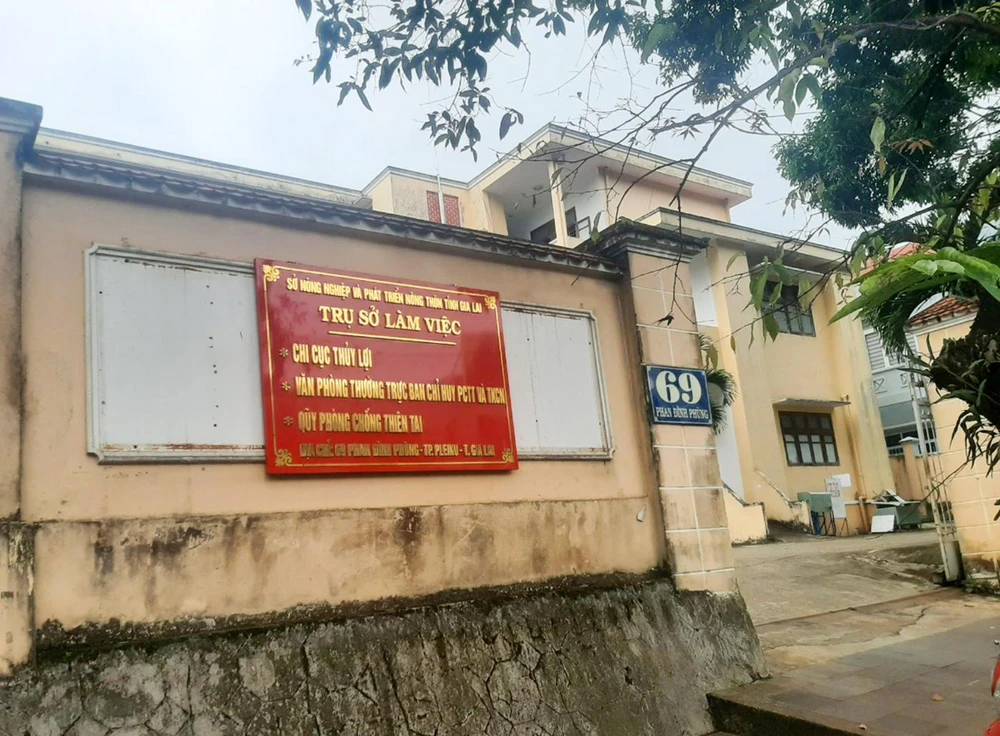 SỞ NÔNG NGHIỆP VÀ PHÁT TRIỂN NÔNG THÔN TỈNH GIA LAI
TRỤ SỞ LÀM VIỆC
* CHI CỤC THỦY LỢI
* VĂN PHÒNG THƯỜNG TRỰC BAN CHỈ HUY PCTT VÀ TKCN
* QŨY PHÒNG CHỐNG THIÊN TAI
ĐỊA CHỈ: 69 PHAN ĐÌNH PHÙNG - TP. PLEIKU - T. GIA LAI
69
PHAN ĐÌNH PHÙNG